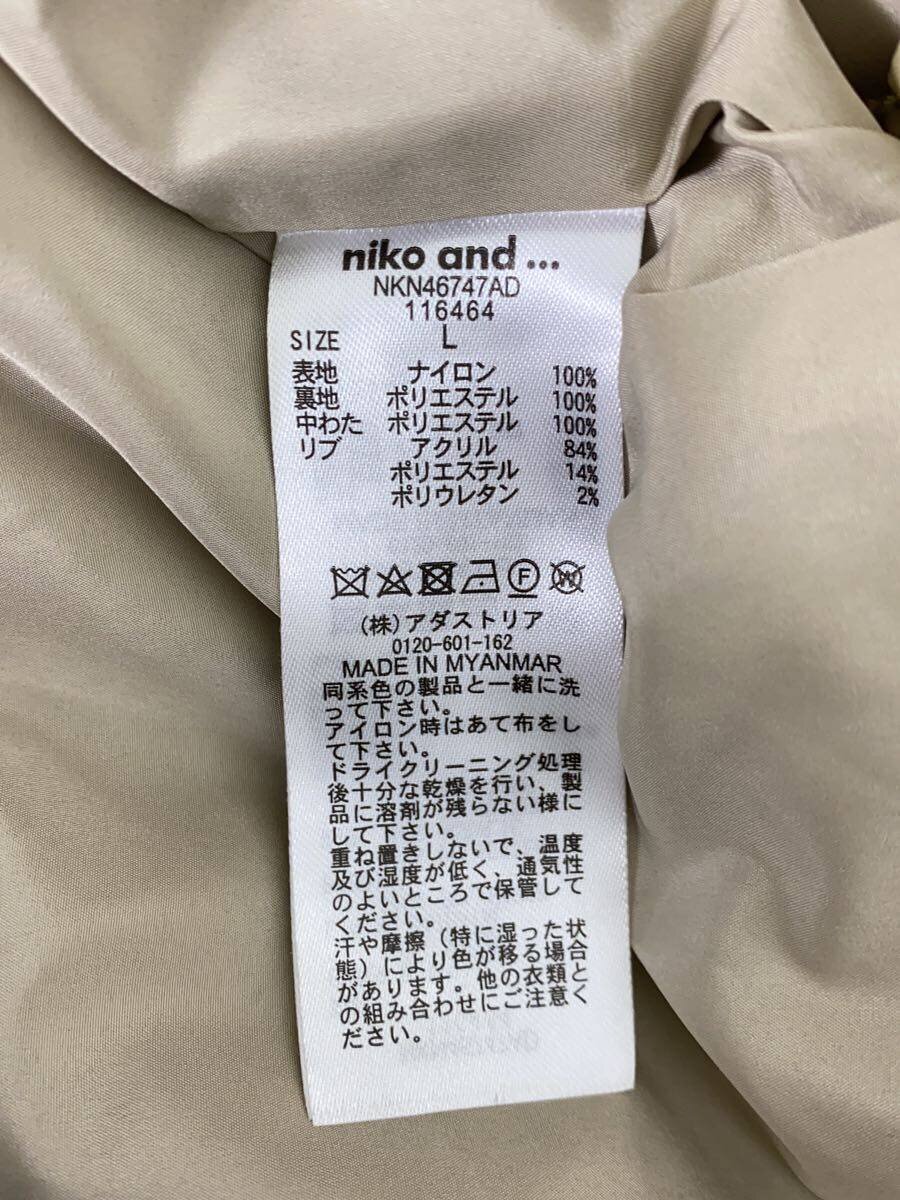 niko and ...
NKN46747AD
116464
SIZE L
表地 ナイロン 100%
裏地 ポリエステル 100%
中わた ポリエステル 100%
リブ アクリル 84%
ポリエステル 14%
ポリウレタン 2%
F W
(株)アダストリア
0120-601-162
MADE IN MYANMAR
同系色の製品と一緒に洗
って下さい。
アイロン時はあて布をし
て下さい。
ドライクリーニング処理
後十分な乾燥を行い、製
品に溶剤が残らない様に
して下さい。
重ね置きしないで、温度
及び湿度が低く、通気性
のよいところで保管して
ください。
汗や摩擦(特に湿った状
態)により色が移る場合
があります。他の衣類と
の組み合わせにご注意く
ださい。